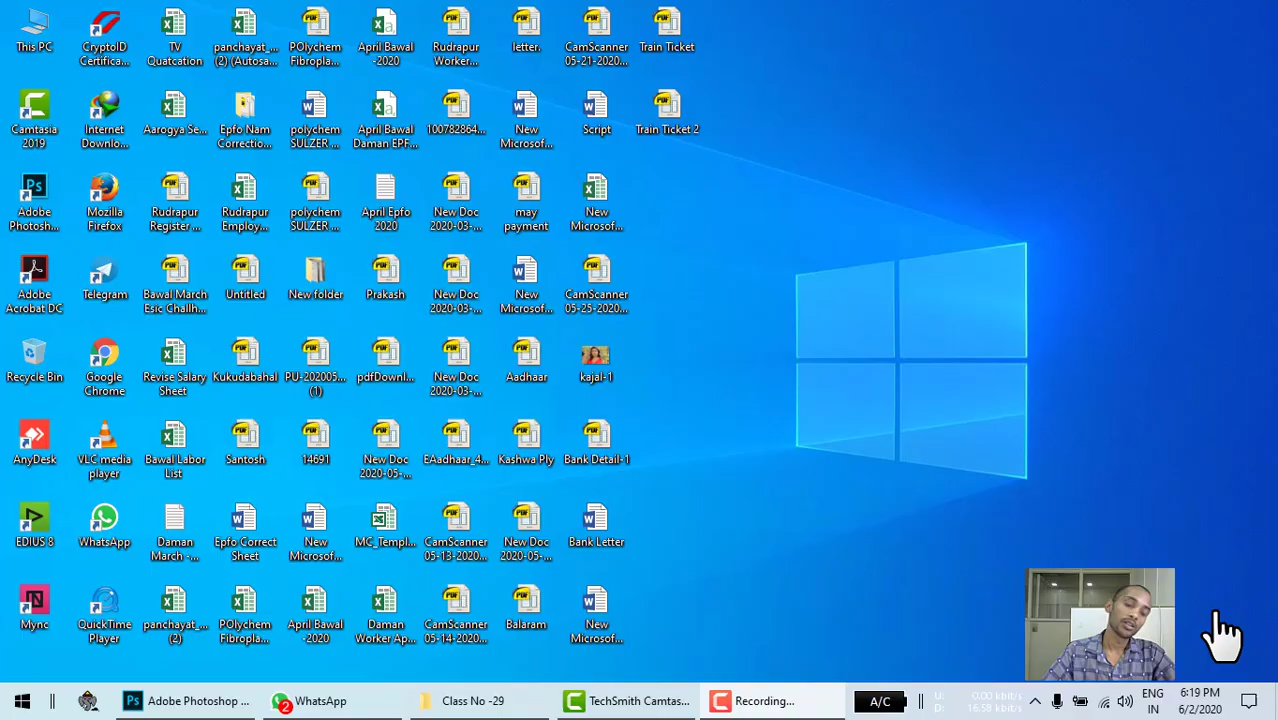 This PC
CryptoID
Certifica...
TV
Quatcation
panchayat_...
(2) (Autosa...
POlychem
Fibropla...
April Bawal
-2020
Rudrapur
Worker...
letter.
CamScanner
05-21-2020...
Train Ticket
Camtasia
2019
Internet
Downlo...
Aarogya Se...
Epfo Nam
Correctio...
polychem
SULZER ...
April Bawal
Daman EPF...
100782864...
New
Microsof...
Script
Train Ticket 2
Adobe
Photosh...
Mozilla
Firefox
Rudrapur
Register ...
Rudrapur
Employ...
polychem
SULZER ...
April Epfo
2020
New Doc
2020-03-...
may
payment
New
Microsof...
Adobe
Acrobat DC
Telegram
Bawal March
Esic Challh...
Untitled
New folder
Prakash
New Doc
2020-03-...
New
Microsof...
CamScanner
05-25-2020...
Recycle Bin
Google
Chrome
Revise Salary
Sheet
Kukudabahal
PU-202005...
(1)
pdfDownl...
New Doc
2020-03-...
Aadhaar
kajal-1
AnyDesk
VLC media
player
Bawal Labor
List
Santosh
14691
New Doc
2020-05-...
EAadhaar_4...
Kashwa Ply
Bank Detail-1
EDIUS 8
WhatsApp
Daman
March -...
Epfo Correct
Sheet
New
Microsof...
MC_Templ...
CamScanner
05-13-2020...
New Doc
2020-05-...
Bank Letter
Mync
QuickTime
Player
panchayat_...
(2)
POlychem
Fibropla...
April Bawal
-2020
Daman
Worker Ap...
CamScanner
05-14-2020...
Balaram
New
Microsof...
Ps Adobe Photoshop ...
2 WhatsApp
Class No -29
TechSmith Camtas...
Recording...
A/C
U: 0.00 kbit/s
D: 16.58 kbit/s
ENG
IN
6:19 PM
6/2/2020